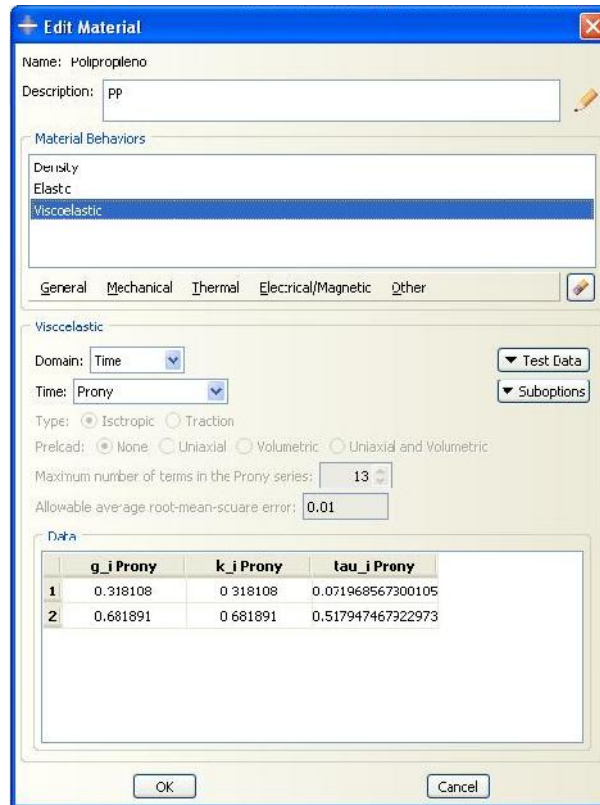 Edit Material
Name: Polipropileno
Description: PP
Material Behaviors
Density
Elastic
Viscoelastic
General Mechanical Thermal Electrical/Magnetic Other
Viscoelastic
Domain: Time
Test Data
Time: Prony
Suboptions
Type: Isotropic Traction
Preload: None Uniaxial Volumetric Uniaxial and Volumetric
Maximum number of terms in the Prony series: 13
Allowable average root-mean-square error: 0.01
Data
g_i Prony k_i Prony tau_i Prony
1 0.318108 0.318108 0.071968567300105
2 0.681891 0.681891 0.517947467922973
OK Cancel